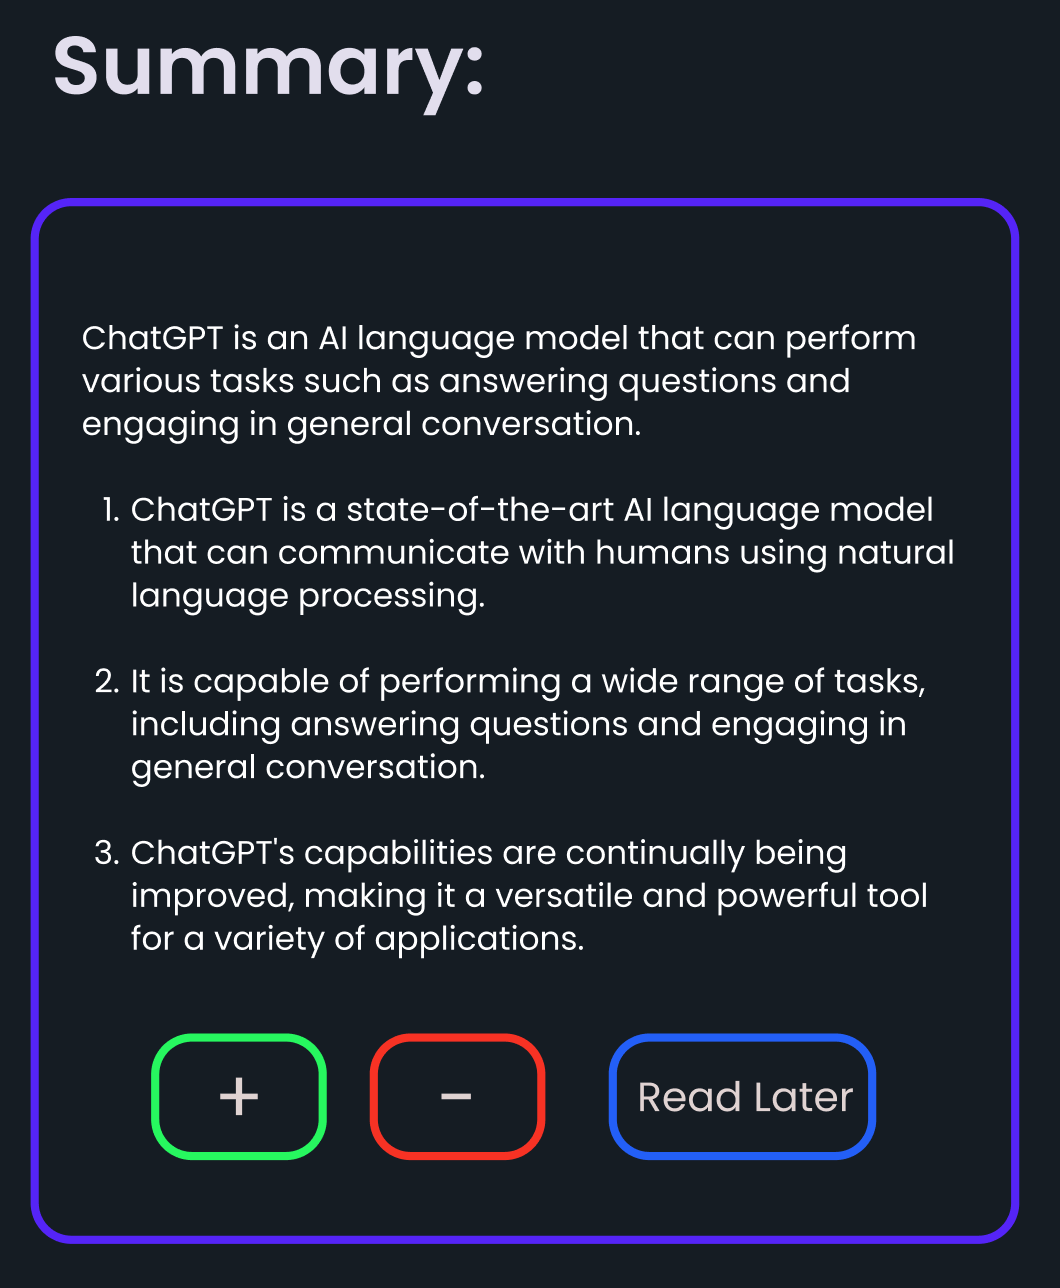 Summary:
ChatGPT is an AI language model that can perform
various tasks such as answering questions and
engaging in general conversation.
1. ChatGPT is a state-of-the-art AI language model
that can communicate with humans using natural
language processing.
2. It is capable of performing a wide range of tasks,
including answering questions and engaging in
general conversation.
3. ChatGPT's capabilities are continually being
improved, making it a versatile and powerful tool
for a variety of applications.
+ - Read Later